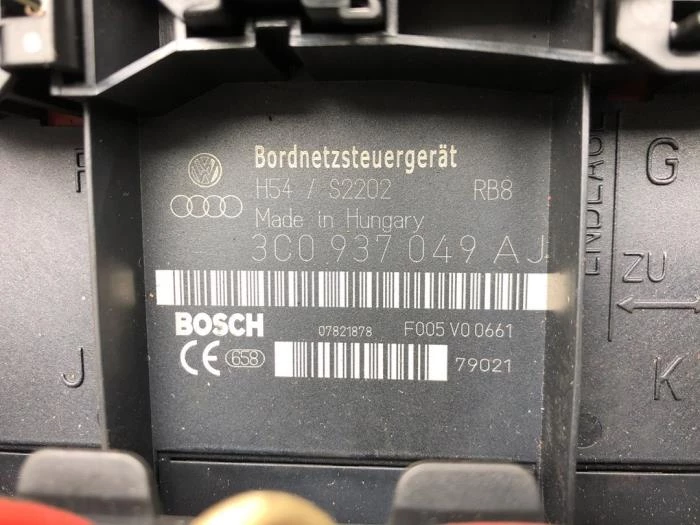 Bordnetzsteuergerät
H54 / S2202 RB8
Made in Hungary
3C0 937 049 AJ
BOSCH 07821878 F005 V0 0661
CE 658 79021
J
G
ENDLAGE
ZU
K